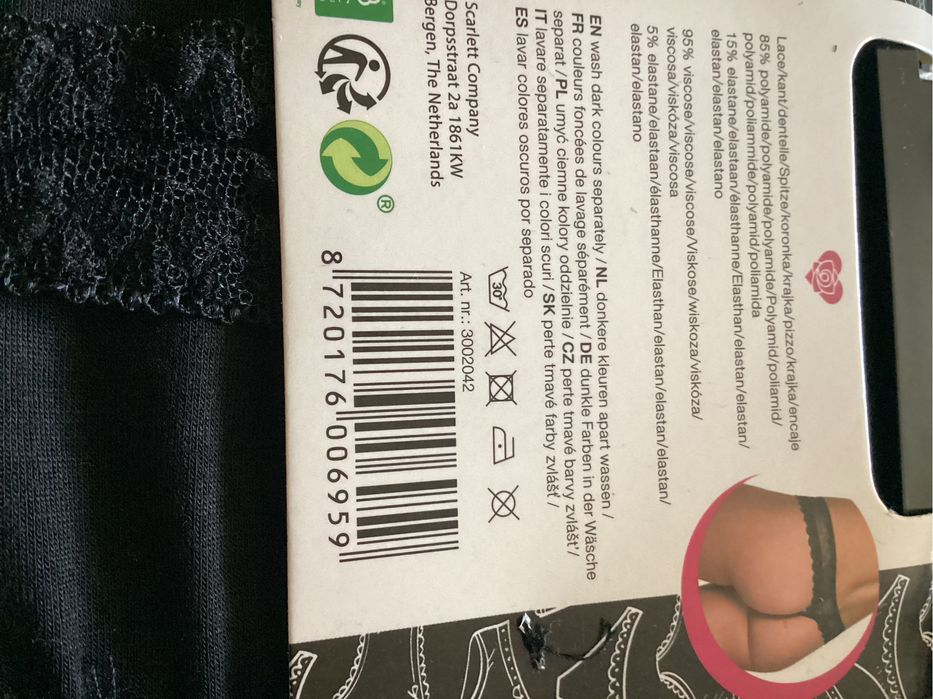 Lace/kant/dentelle/Spitze/koronka/krajka/pizzo/krajka/encaje
85% polyamide/polyamide/polyamide/Polyamid/poliamid/
polyamid/poliammide/polyamid/poliamida
15% elastane/elastaan/élasthanne/Elasthan/elastan/elastan/
elastan/elastan/elastano
95% viscose/viscose/viscose/Viskose/wiskoza/viskóza/
viscosa/viskóza/viscosa
5% elastane/elastaan/élasthanne/Elasthan/elastan/elastan/elastan/
elastan/elastano
EN wash dark colours separately / NL donkere kleuren apart wassen /
FR couleurs foncées de lavage séparément / DE dunkle Farben in der Wäsche
separat / PL umyć ciemne kolory oddzielnie / CZ perte tmavé barvy zvlášť /
IT lavare separatamente i colori scuri / SK perte tmavé farby zvlášť /
ES lavar colores oscuros por separado
30°
Art. nr.: 3002042
8 720176 006959
Scarlett Company
Dorpsstraat 2a 1861KW
Bergen, The Netherlands
®